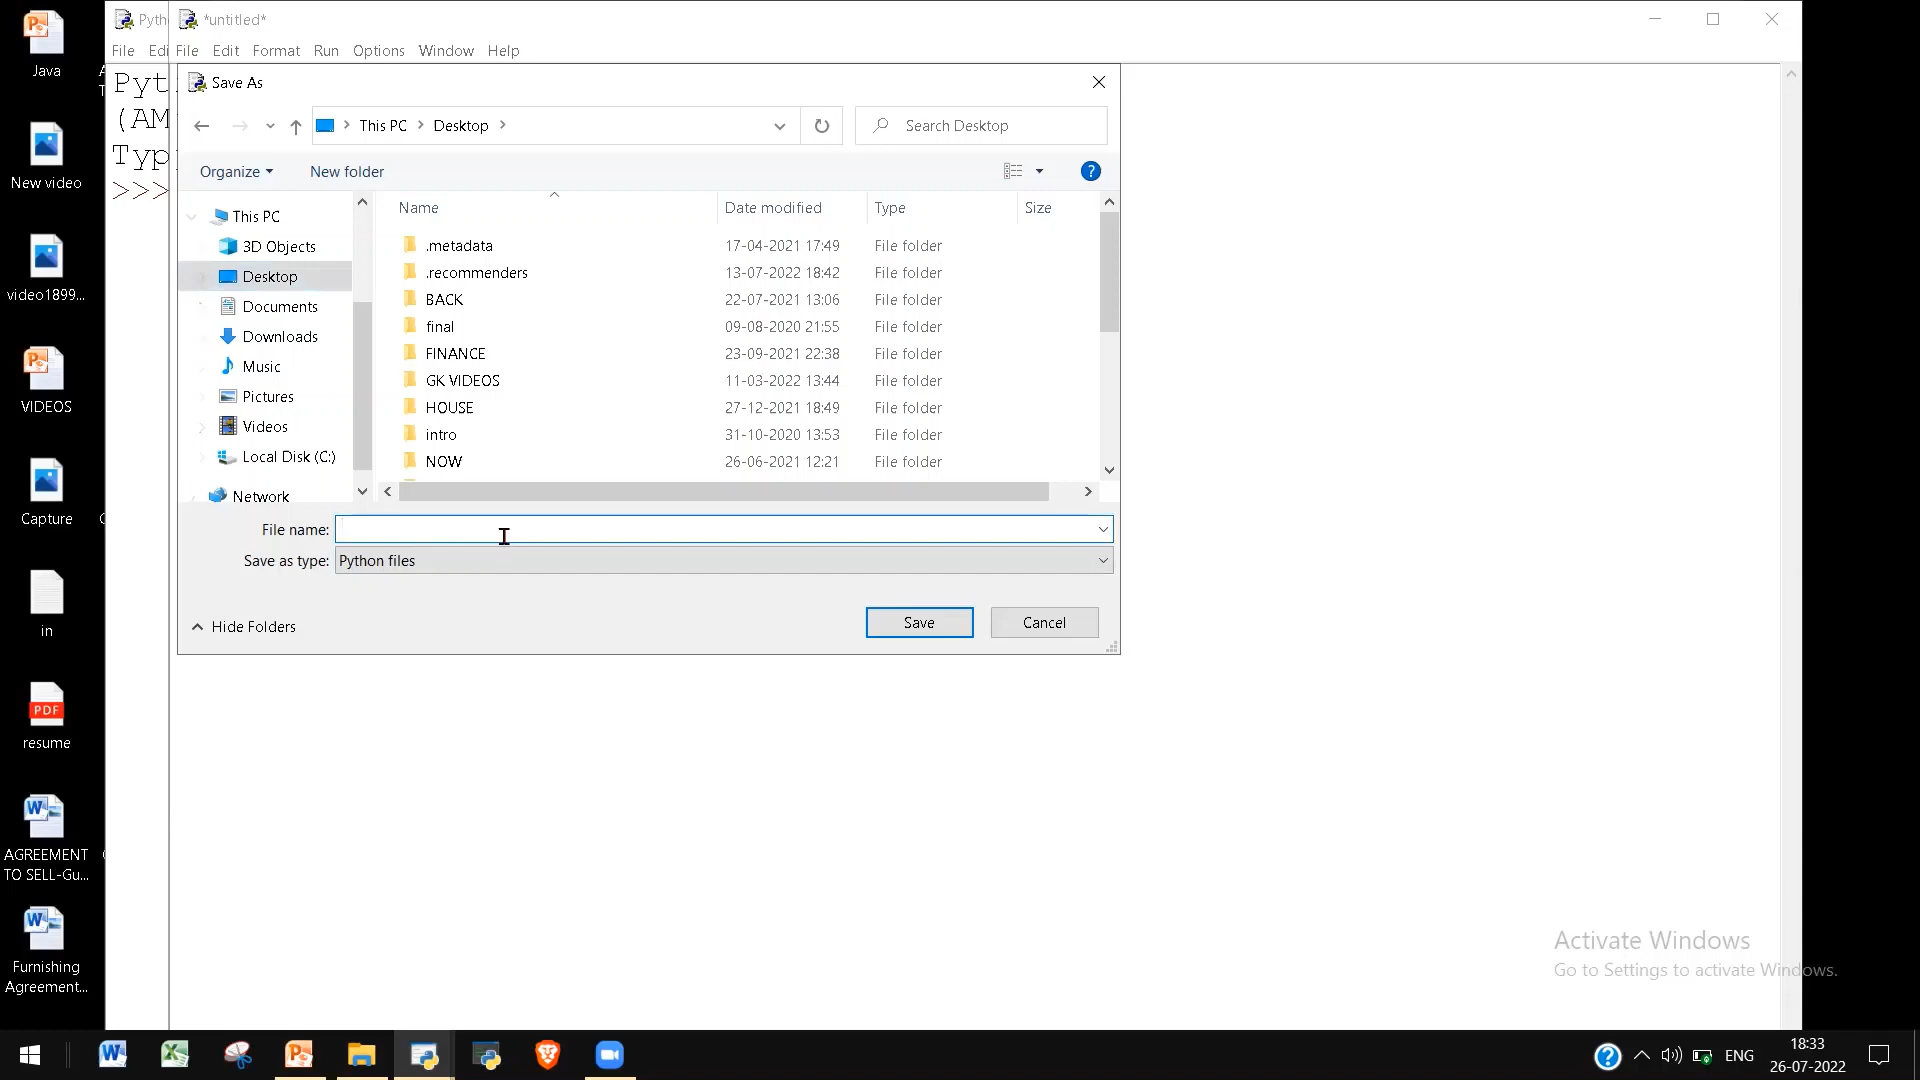 Java
New video
video1899...
VIDEOS
Capture
in
PDF
resume
AGREEMENT
TO SELL-Gu...
Furnishing
Agreement...
Pyth
*untitled*
File Edi
File Edit Format Run Options Window Help
Pyt
(AM
Typ
>>>
Save As
This PC
Desktop
Search Desktop
Organize
New folder
?
This PC
3D Objects
Desktop
Documents
Downloads
Music
Pictures
Videos
Local Disk (C:)
Network
Name Date modified Type Size
.metadata 17-04-2021 17:49 File folder
.recommenders 13-07-2022 18:42 File folder
BACK 22-07-2021 13:06 File folder
final 09-08-2020 21:55 File folder
FINANCE 23-09-2021 22:38 File folder
GK VIDEOS 11-03-2022 13:44 File folder
HOUSE 27-12-2021 18:49 File folder
intro 31-10-2020 13:53 File folder
NOW 26-06-2021 12:21 File folder
File name:
Save as type: Python files
Hide Folders
Save
Cancel
Activate Windows
Go to Settings to activate Windows.
ENG
18:33
26-07-2022